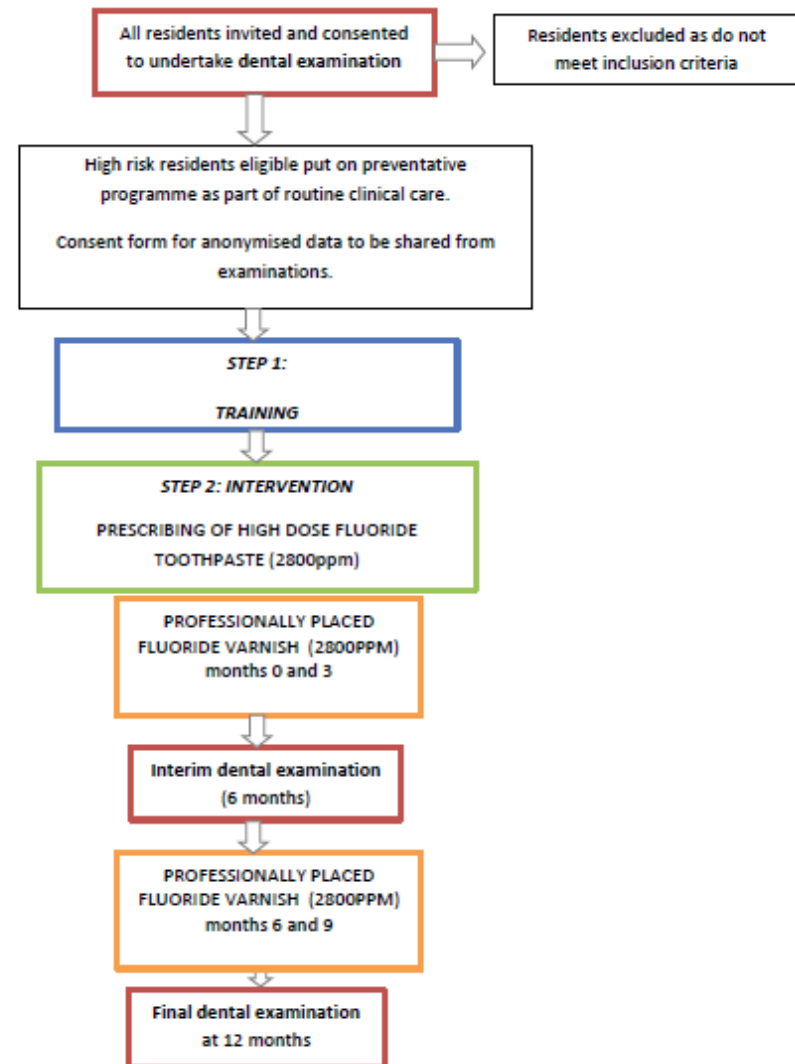 All residents invited and consented
to undertake dental examination
Residents excluded as do not
meet inclusion criteria
High risk residents eligible put on preventative
programme as part of routine clinical care.
Consent form for anonymised data to be shared from
examinations.
STEP 1:
TRAINING
STEP 2: INTERVENTION
PRESCRIBING OF HIGH DOSE FLUORIDE
TOOTHPASTE (2800ppm)
PROFESSIONALLY PLACED
FLUORIDE VARNISH (2800PPM)
months 0 and 3
Interim dental examination
(6 months)
PROFESSIONALLY PLACED
FLUORIDE VARNISH (2800PPM)
months 6 and 9
Final dental examination
at 12 months